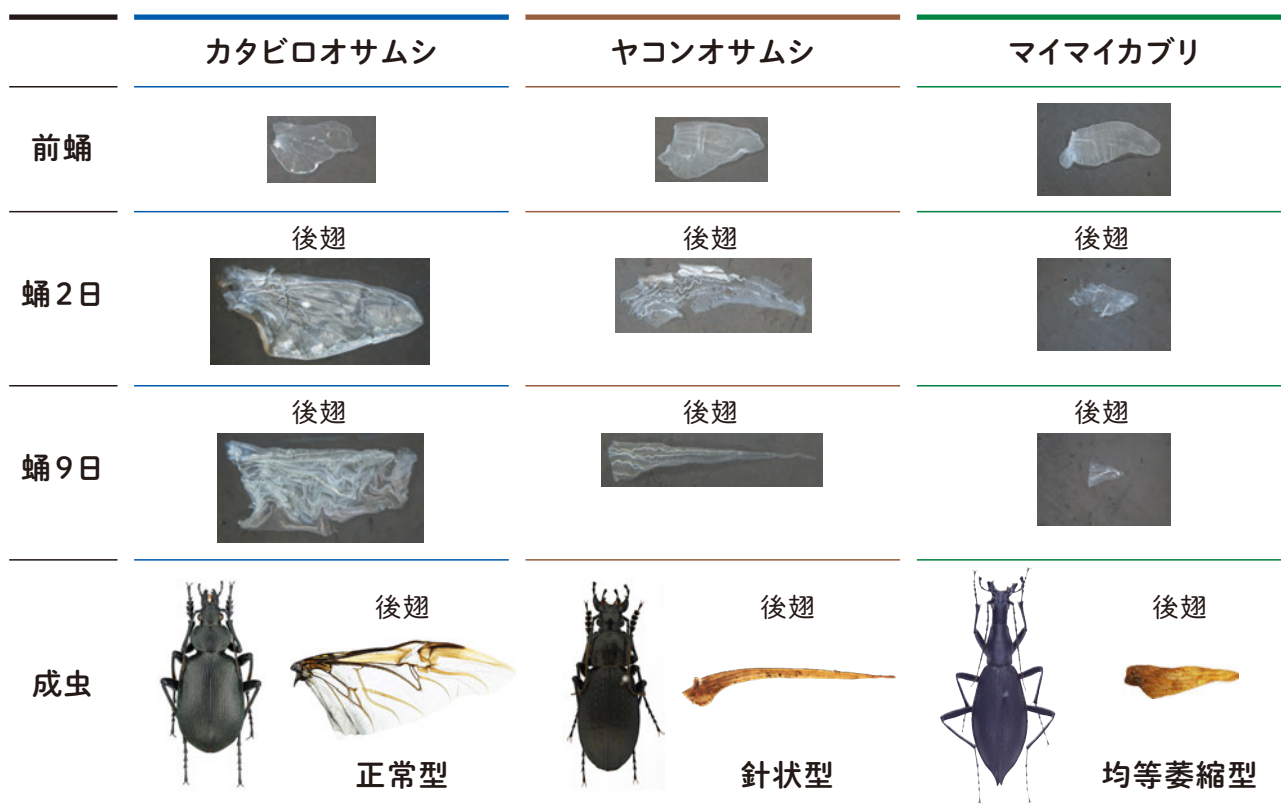 カタビロオサムシ
ヤコンオサムシ
マイマイカブリ
前蛹
蛹2日
後翅
後翅
後翅
蛹9日
後翅
後翅
後翅
成虫
後翅
後翅
後翅
正常型
針状型
均等萎縮型